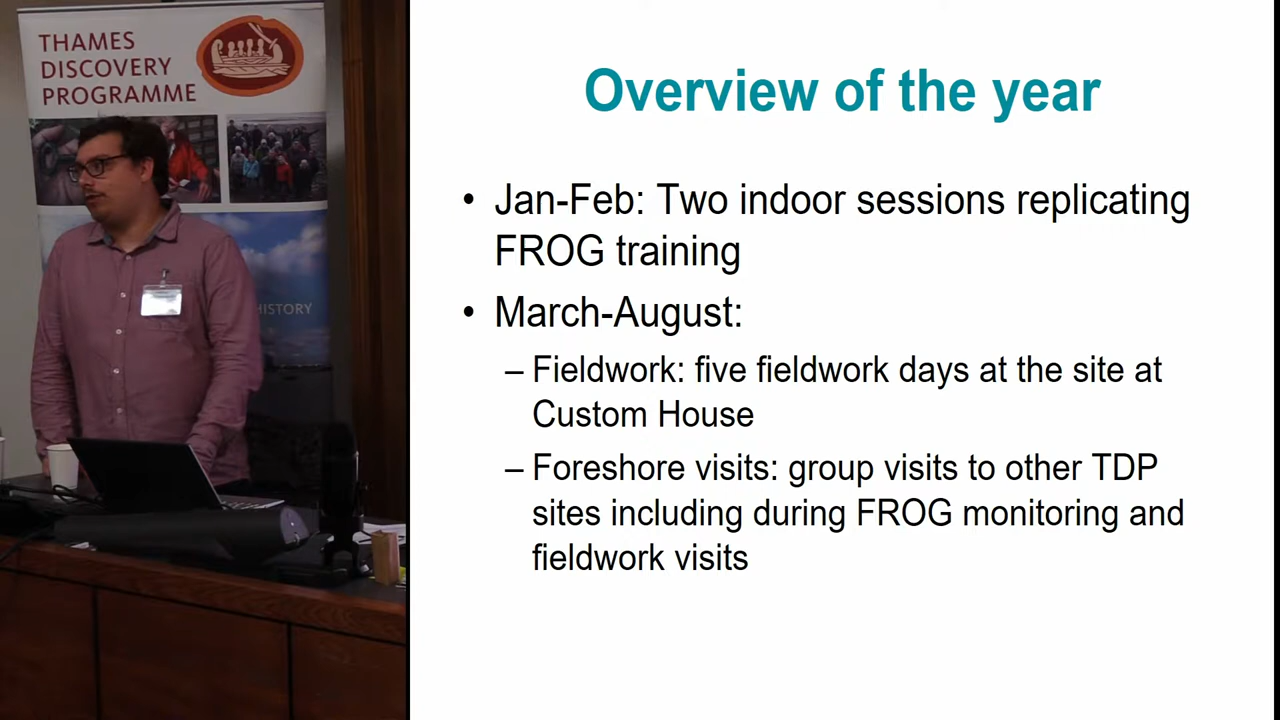 THAMES
DISCOVERY
PROGRAMME
HISTORY
Overview of the year
• Jan-Feb: Two indoor sessions replicating
FROG training
• March-August:
– Fieldwork: five fieldwork days at the site at
Custom House
– Foreshore visits: group visits to other TDP
sites including during FROG monitoring and
fieldwork visits